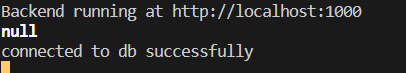 Backend running at http://localhost:1000
null
connected to db successfully